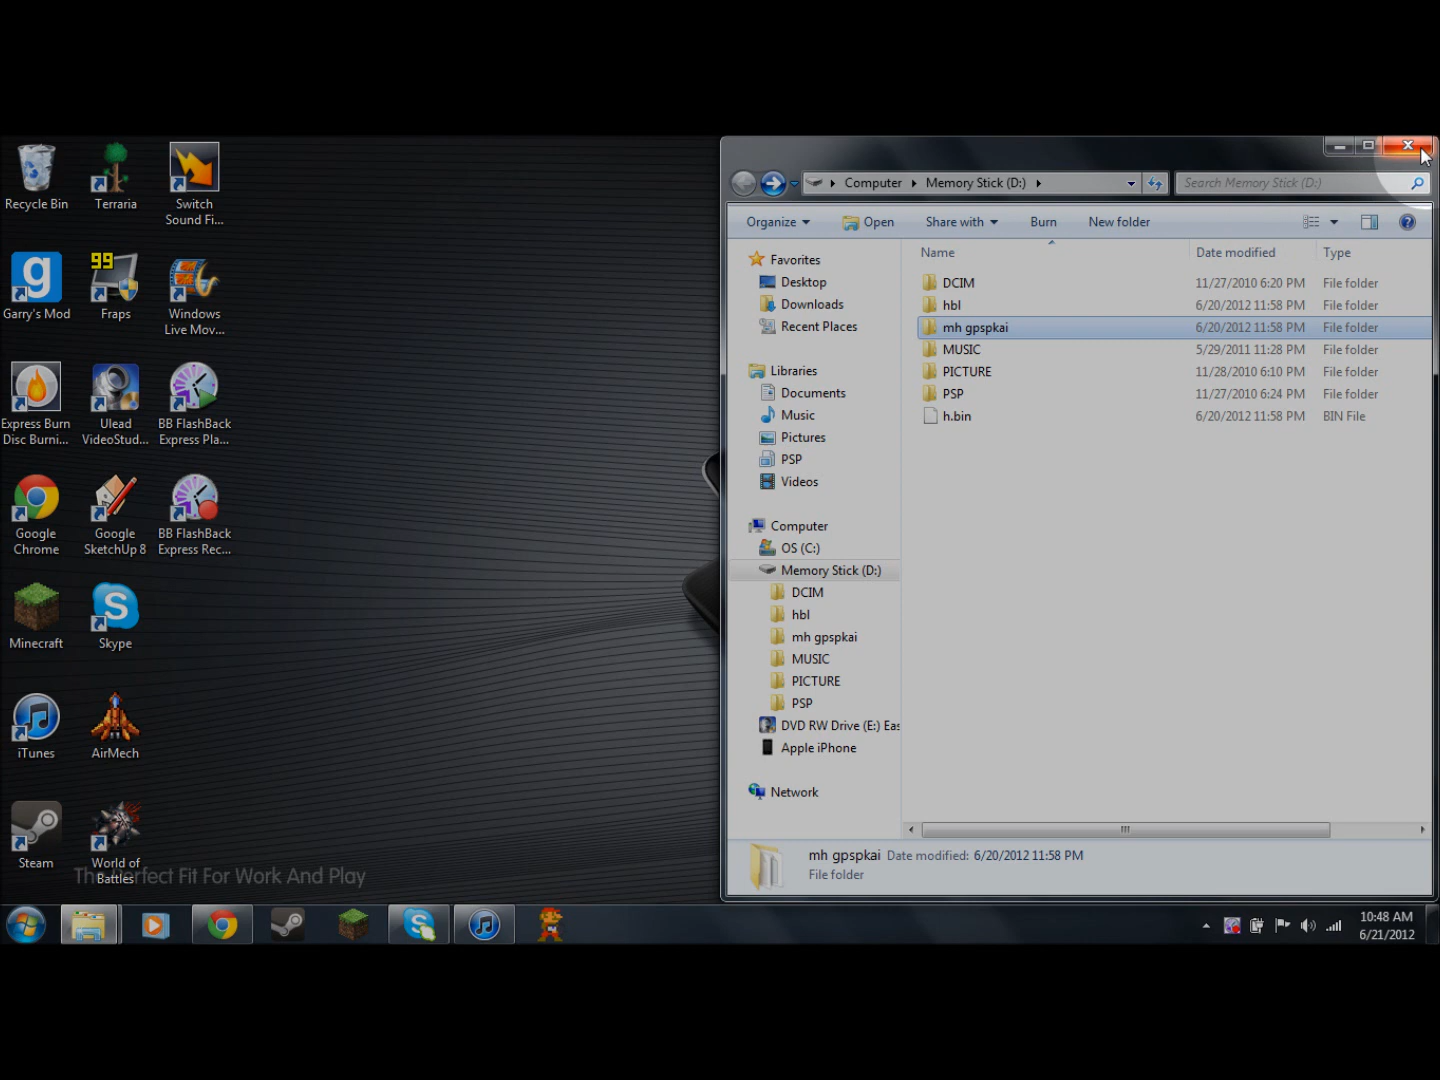 Recycle Bin
Terraria
Switch
Sound Fi...
99
g
Garry's Mod
Fraps
Windows
Live Mov...
Express Burn
Disc Burni...
Ulead
VideoStud...
BB FlashBack
Express Pla...
Google
Chrome
Google
SketchUp 8
BB FlashBack
Express Rec...
Minecraft
S
Skype
iTunes
AirMech
Steam
World of
Battles
The Perfect Fit For Work And Play
Computer
Memory Stick (D:)
Search Memory Stick (D:)
Organize
Open
Share with
Burn
New folder
Favorites
Desktop
Downloads
Recent Places
Libraries
Documents
Music
Pictures
PSP
Videos
Computer
OS (C:)
Memory Stick (D:)
DCIM
hbl
mh gpspkai
MUSIC
PICTURE
PSP
DVD RW Drive (E:) Eas
Apple iPhone
Network
Name Date modified Type
DCIM 11/27/2010 6:20 PM File folder
hbl 6/20/2012 11:58 PM File folder
mh gpspkai 6/20/2012 11:58 PM File folder
MUSIC 5/29/2011 11:28 PM File folder
PICTURE 11/28/2010 6:10 PM File folder
PSP 11/27/2010 6:24 PM File folder
h.bin 6/20/2012 11:58 PM BIN File
mh gpspkai Date modified: 6/20/2012 11:58 PM
File folder
10:48 AM
6/21/2012